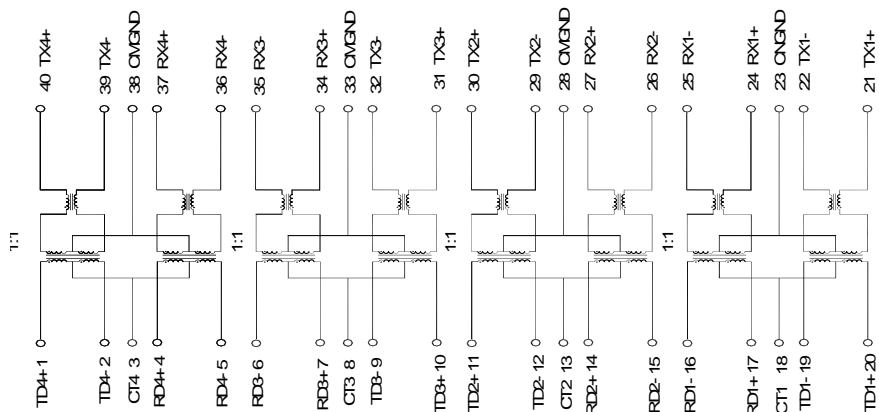 40 TX4+
39 TX4-
38 CMGND
37 RX4+
36 RX4-
35 RX3-
34 RX3+
33 CMGND
32 TX3-
31 TX3+
30 TX2+
29 TX2-
28 CMGND
27 RX2+
26 RX2-
25 RX1-
24 RX1+
23 CNGND
22 TX1-
21 TX1+
1:1
1:1
1:1
1:1
TD4+ 1
TD4- 2
CT4 3
RD4+ 4
RD4- 5
RD3- 6
RD3+ 7
CT3 8
TD3- 9
TD3+ 10
TD2+ 11
TD2- 12
CT2 13
RD2+ 14
RD2- 15
RD1- 16
RD1+ 17
CT1 18
TD1- 19
TD1+ 20